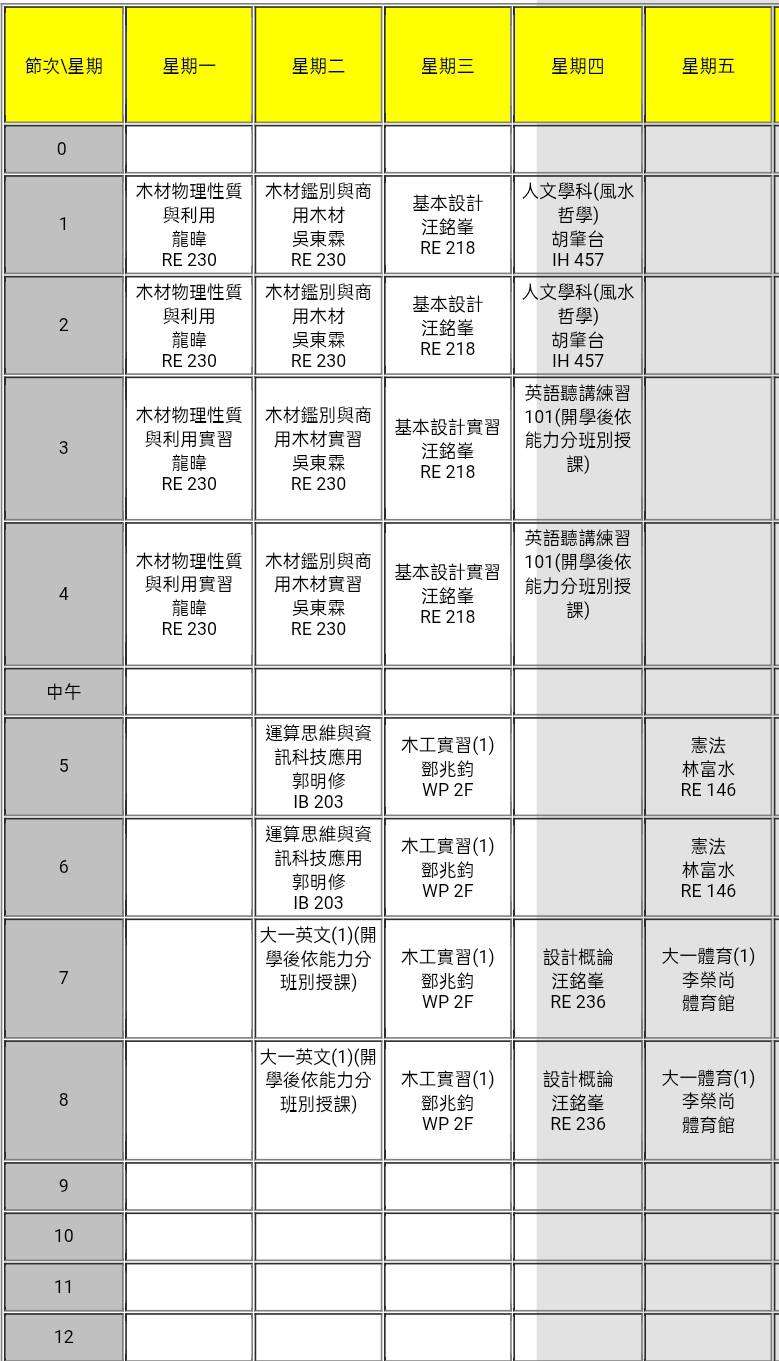 節次\星期
星期一
星期二
星期三
星期四
星期五
0
1
木材物理性質
與利用
龍暐
RE 230
木材鑑別與商
用木材
吳東霖
RE 230
基本設計
汪銘峯
RE 218
人文學科(風水
哲學)
胡肇台
IH 457
2
木材物理性質
與利用
龍暐
RE 230
木材鑑別與商
用木材
吳東霖
RE 230
基本設計
汪銘峯
RE 218
人文學科(風水
哲學)
胡肇台
IH 457
3
木材物理性質
與利用實習
龍暐
RE 230
木材鑑別與商
用木材實習
吳東霖
RE 230
基本設計實習
汪銘峯
RE 218
英語聽講練習
101(開學後依
能力分班別授
課)
4
木材物理性質
與利用實習
龍暐
RE 230
木材鑑別與商
用木材實習
吳東霖
RE 230
基本設計實習
汪銘峯
RE 218
英語聽講練習
101(開學後依
能力分班別授
課)
中午
5
運算思維與資
訊科技應用
郭明修
IB 203
木工實習(1)
鄧兆鈞
WP 2F
憲法
林富水
RE 146
6
運算思維與資
訊科技應用
郭明修
IB 203
木工實習(1)
鄧兆鈞
WP 2F
憲法
林富水
RE 146
7
大一英文(1)(開
學後依能力分
班別授課)
木工實習(1)
鄧兆鈞
WP 2F
設計概論
汪銘峯
RE 236
大一體育(1)
李榮尚
體育館
8
大一英文(1)(開
學後依能力分
班別授課)
木工實習(1)
鄧兆鈞
WP 2F
設計概論
汪銘峯
RE 236
大一體育(1)
李榮尚
體育館
9
10
11
12